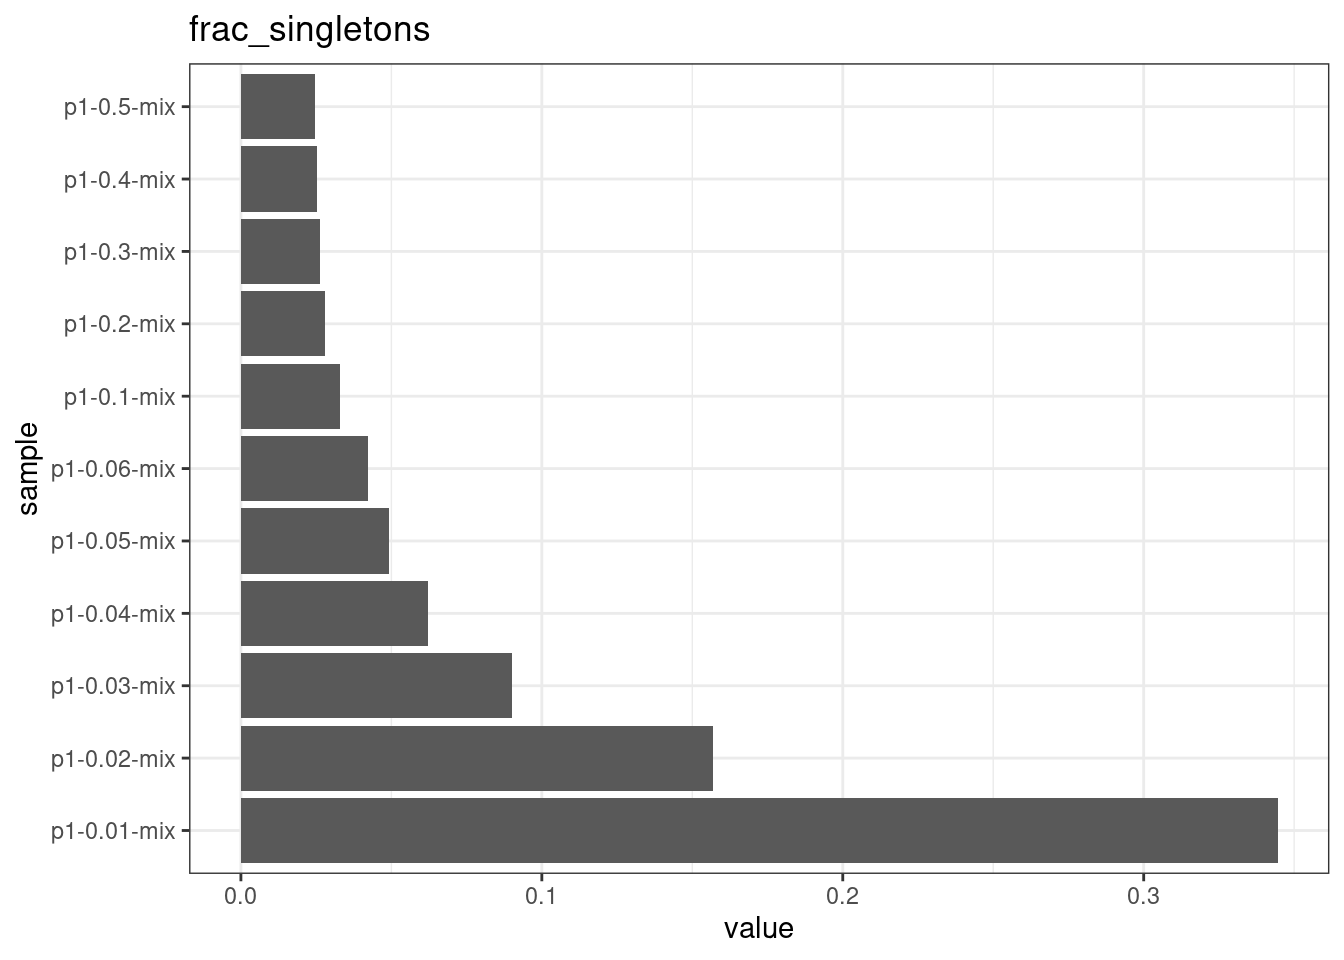 frac_singletons
p1-0.5-mix
p1-0.4-mix
p1-0.3-mix
p1-0.2-mix
p1-0.1-mix
p1-0.06-mix
p1-0.05-mix
p1-0.04-mix
p1-0.03-mix
p1-0.02-mix
p1-0.01-mix
sample
0.0 0.1 0.2 0.3
value